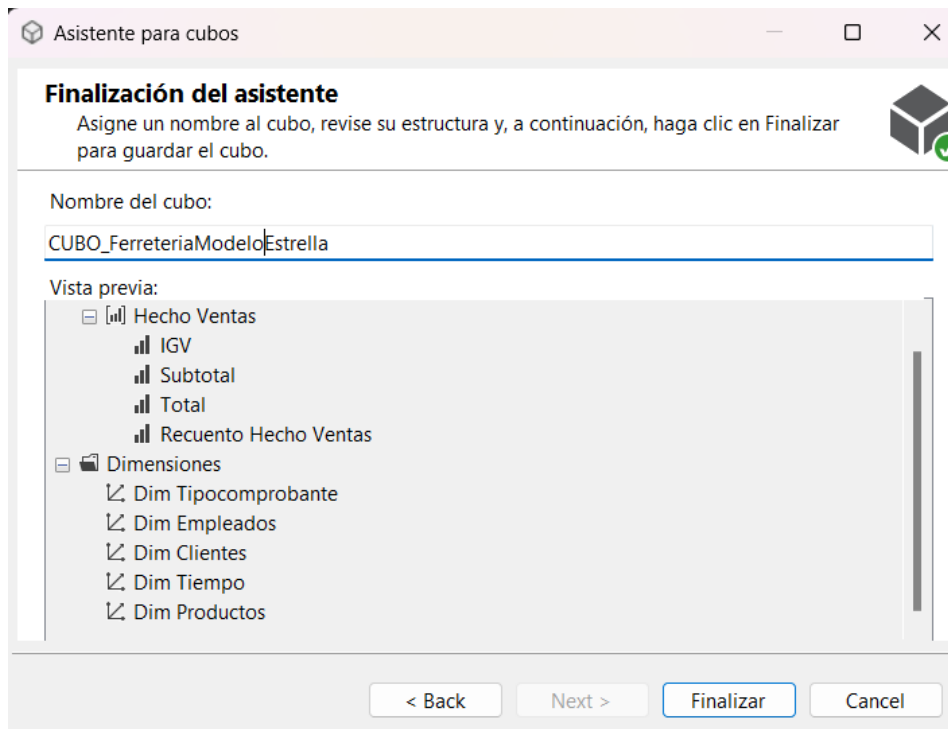 Asistente para cubos
Finalización del asistente
Asigne un nombre al cubo, revise su estructura y, a continuación, haga clic en Finalizar
para guardar el cubo.
Nombre del cubo:
CUBO_FerreteriaModeloEstrella
Vista previa:
Hecho Ventas
IGV
Subtotal
Total
Recuento Hecho Ventas
Dimensiones
Dim Tipocomprobante
Dim Empleados
Dim Clientes
Dim Tiempo
Dim Productos
< Back Next > Finalizar Cancel